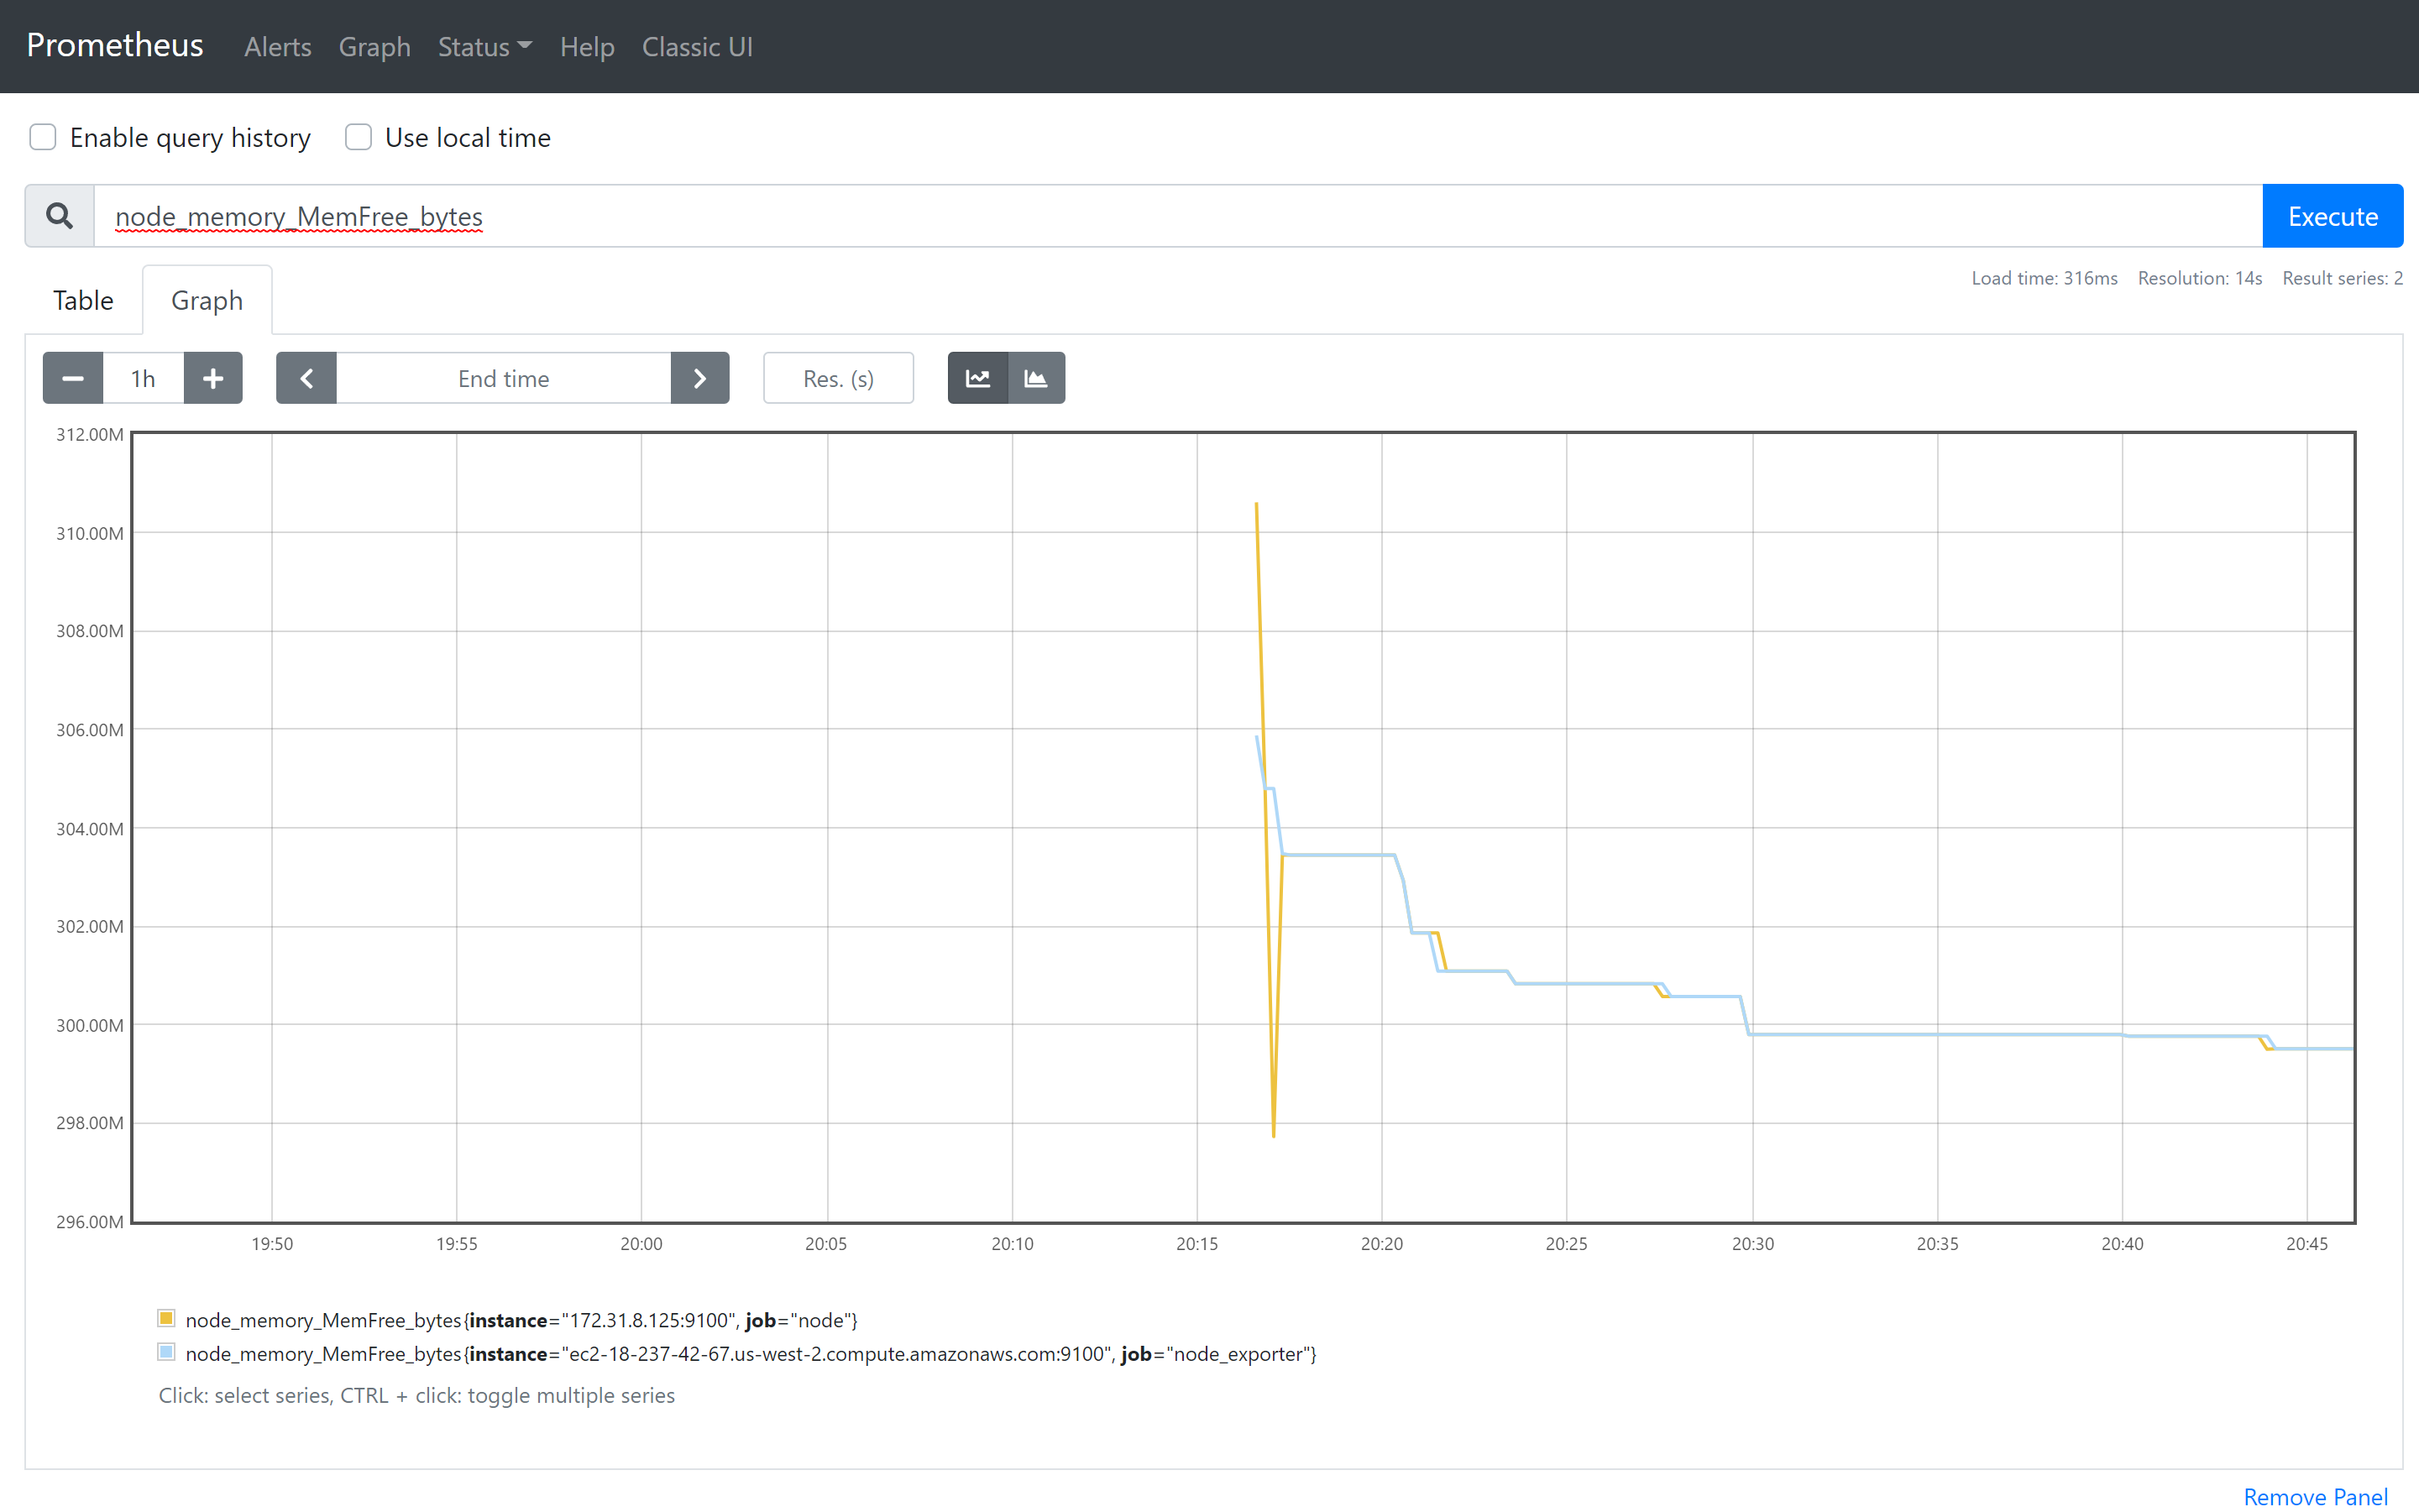 Prometheus Alerts Graph Status Help Classic UI
Enable query history Use local time
node_memory_MemFree_bytes Execute
Load time: 316ms Resolution: 14s Result series: 2
Table Graph
1h End time Res. (s)
312.00M
310.00M
308.00M
306.00M
304.00M
302.00M
300.00M
298.00M
296.00M
19:50 19:55 20:00 20:05 20:10 20:15 20:20 20:25 20:30 20:35 20:40 20:45
node_memory_MemFree_bytes{instance="172.31.8.125:9100", job="node"}
node_memory_MemFree_bytes{instance="ec2-18-237-42-67.us-west-2.compute.amazonaws.com:9100", job="node_exporter"}
Click: select series, CTRL + click: toggle multiple series
Remove Panel